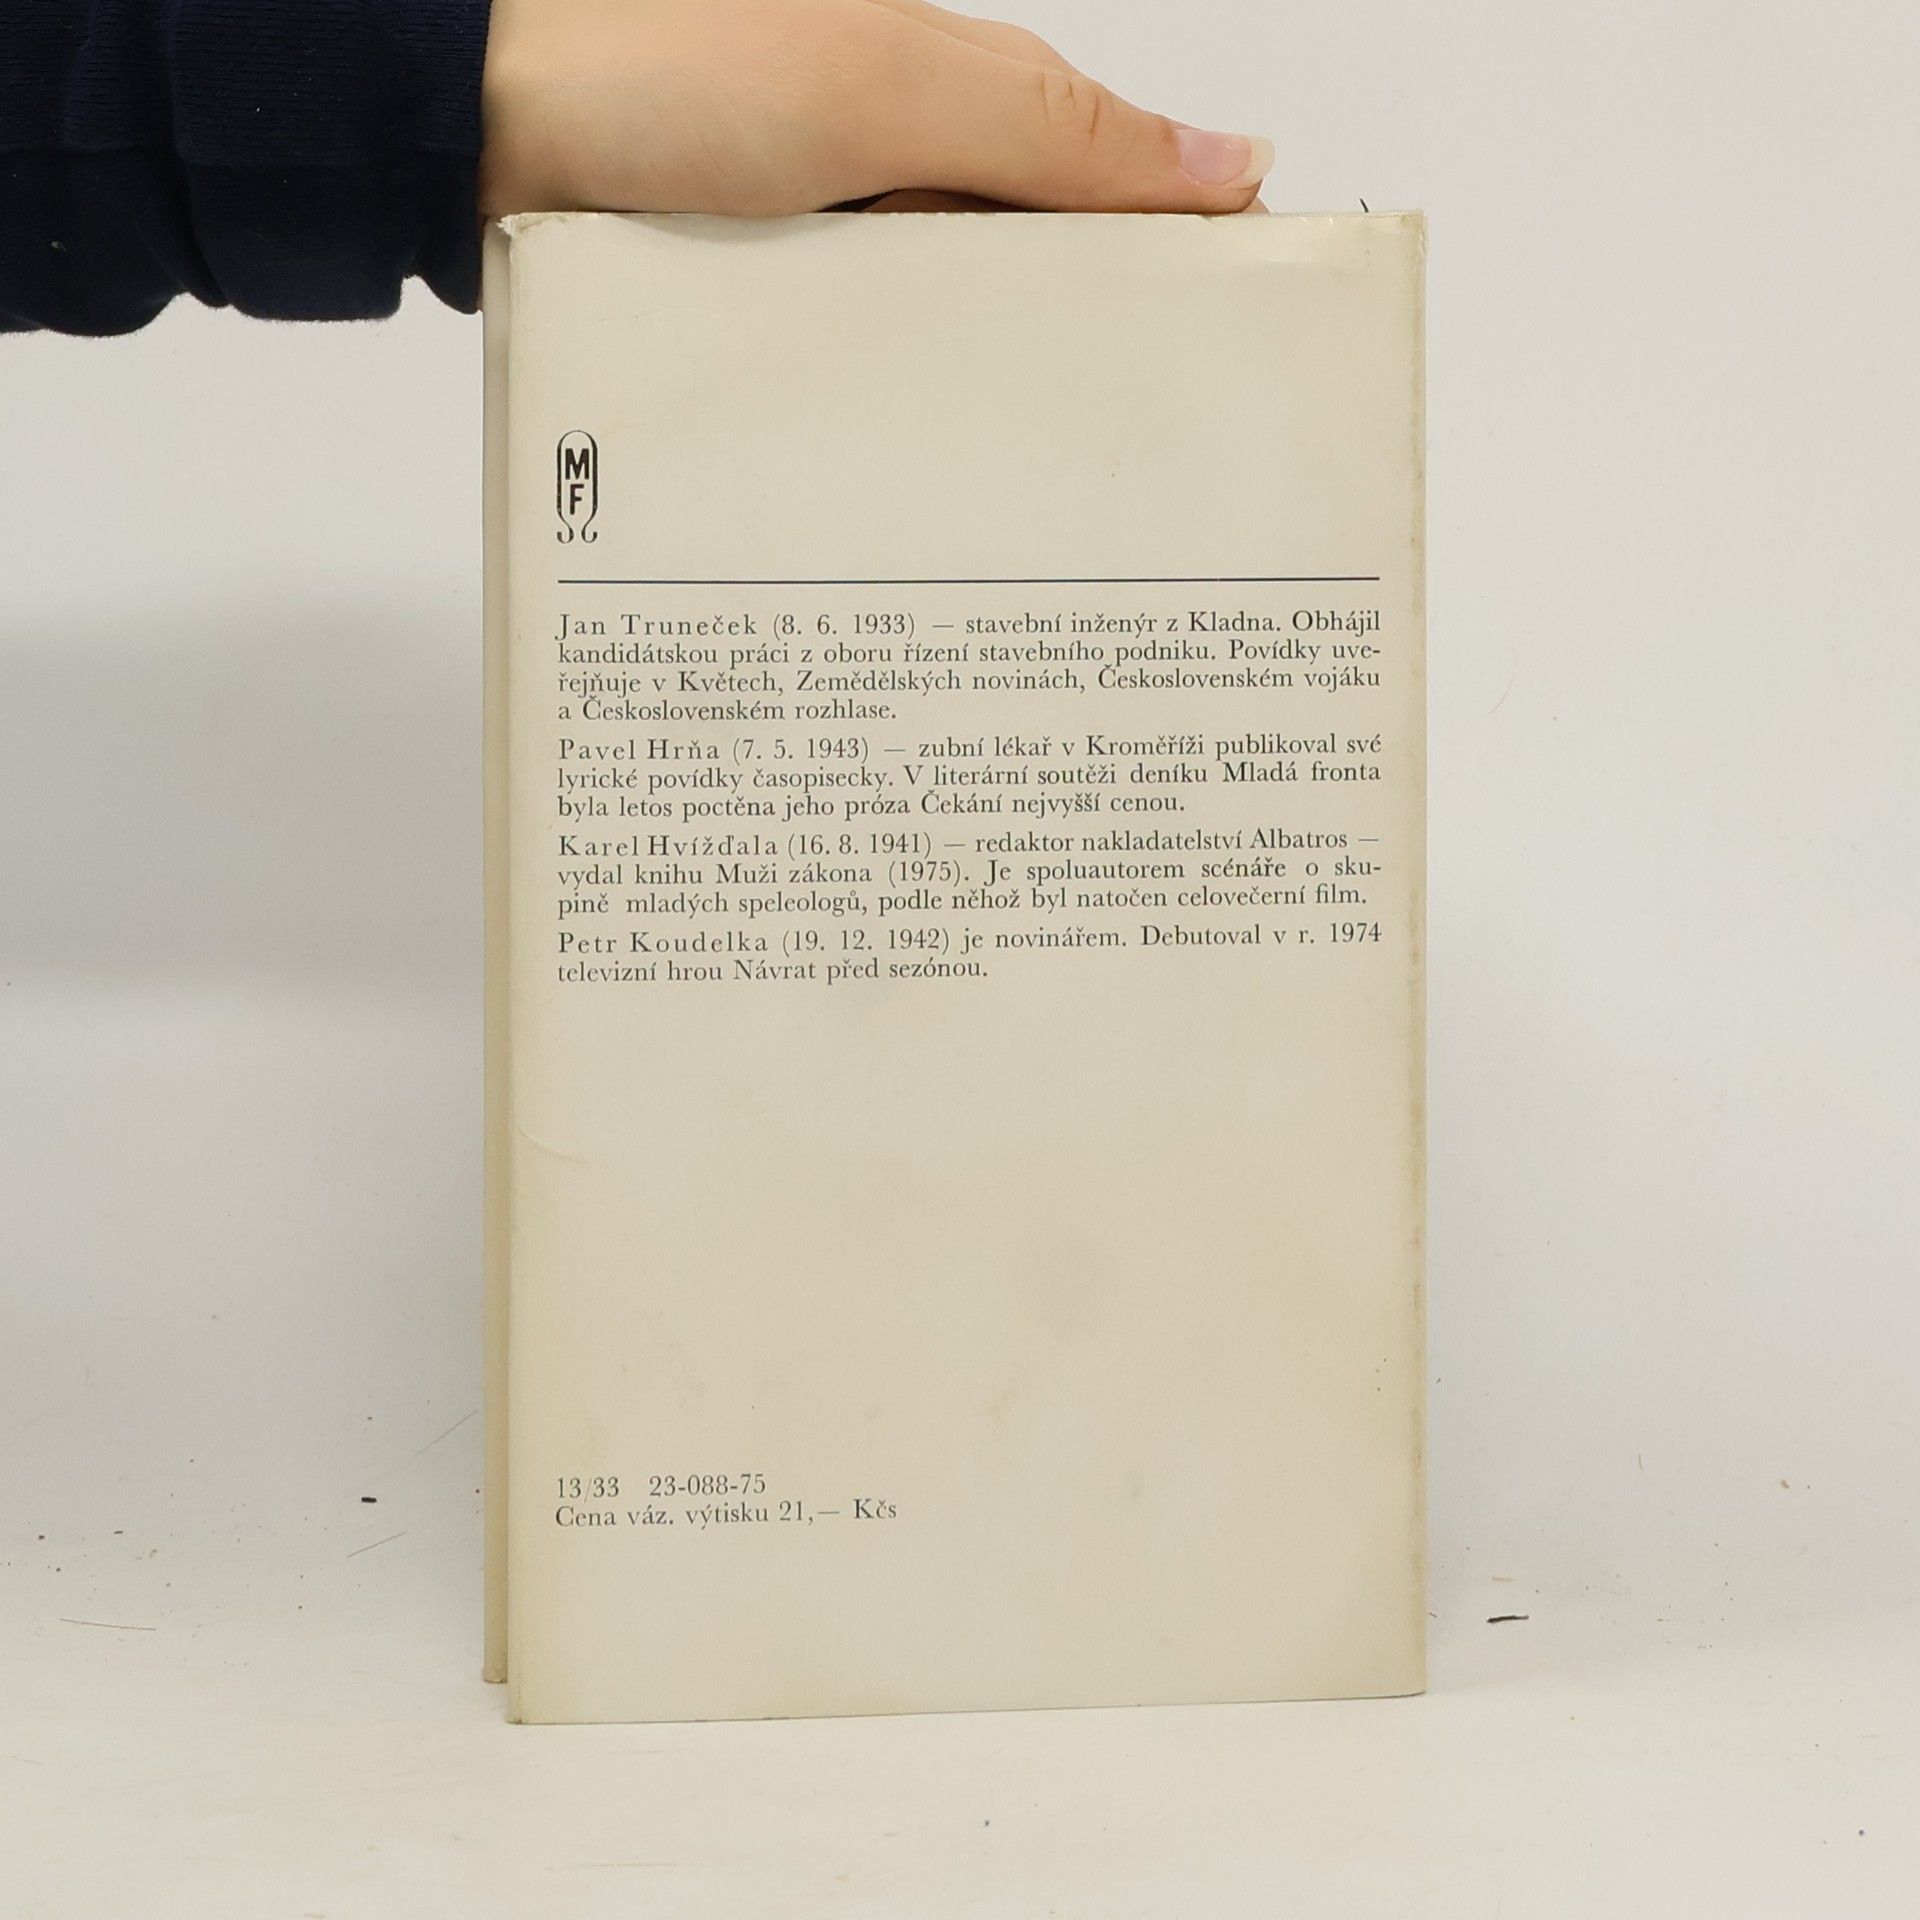 M
F
Jan Truneček (8. 6. 1933) — stavební inženýr z Kladna. Obhájil
kandidátskou práci z oboru řízení stavebního podniku. Povídky uve-
řejňuje v Květech, Zemědělských novinách, Československém vojáku
a Československém rozhlase.
Pavel Hrňa (7. 5. 1943) — zubní lékař v Kroměříži publikoval své
lyrické povídky časopisecky. V literární soutěži deníku Mladá fronta
byla letos poctěna jeho próza Čekání nejvyšší cenou.
Karel Hvížďala (16. 8. 1941) — redaktor nakladatelství Albatros —
vydal knihu Muži zákona (1975). Je spoluautorem scénáře o sku-
pině mladých speleologů, podle něhož byl natočen celovečerní film.
Petr Koudelka (19. 12. 1942) je novinářem. Debutoval v r. 1974
televizní hrou Návrat před sezónou.
13/33 23-088-75
Cena váz. výtisku 21,— Kčs